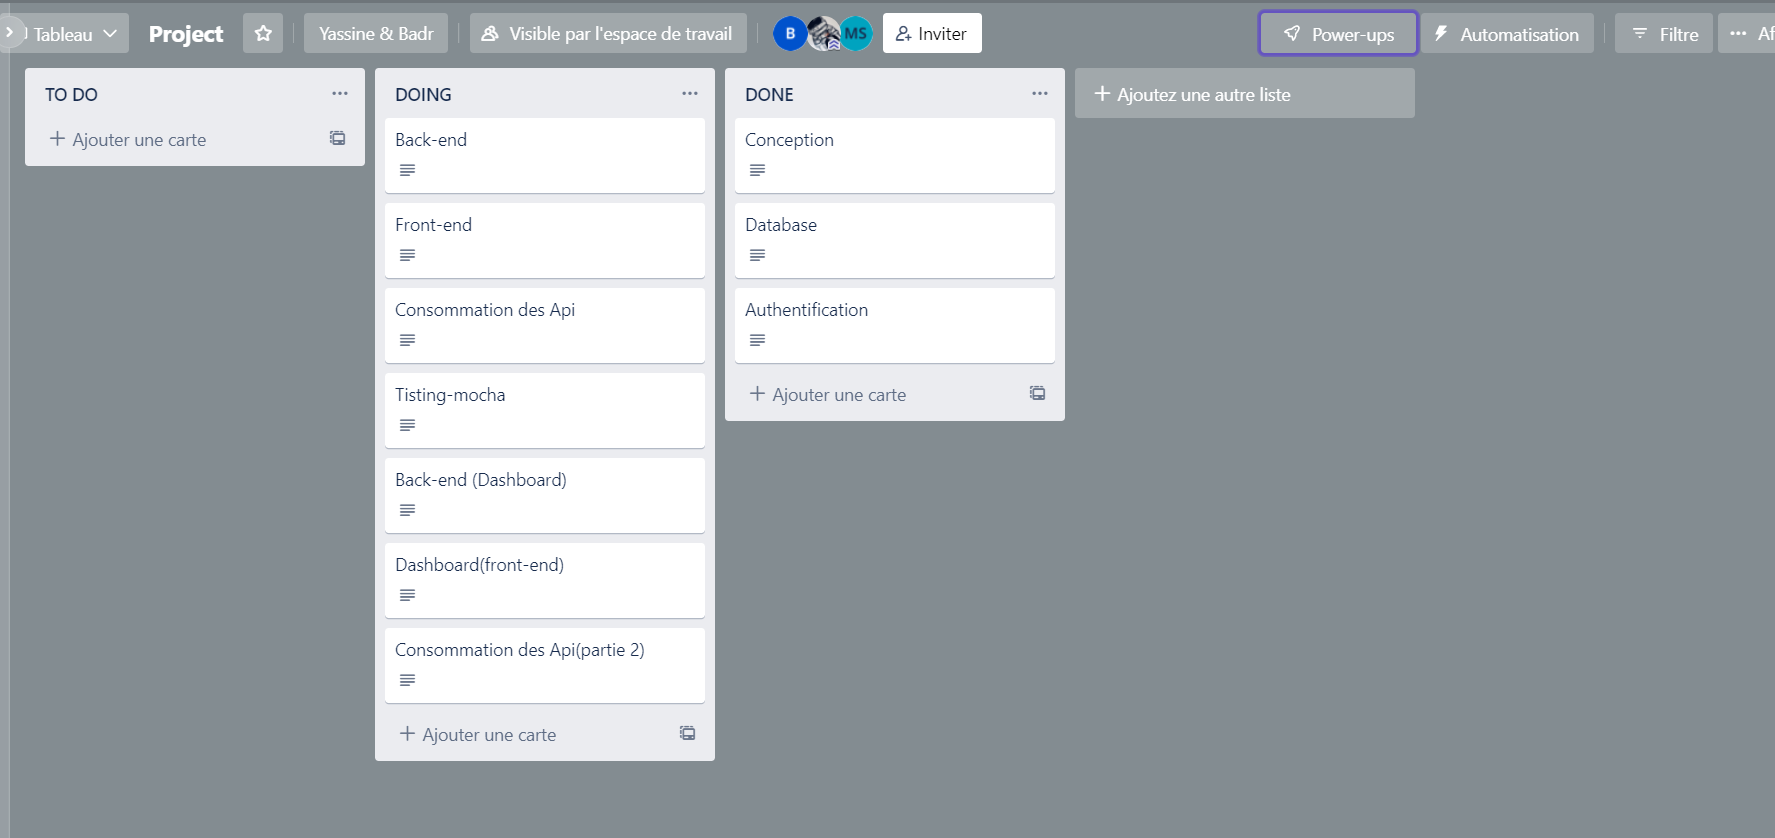 Tableau
Project
Yassine & Badr
Visible par l'espace de travail
B
MS
Inviter
Power-ups
Automatisation
Filtre
TO DO
Ajouter une carte
DOING
Back-end
Front-end
Consommation des Api
Tisting-mocha
Back-end (Dashboard)
Dashboard(front-end)
Consommation des Api(partie 2)
Ajouter une carte
DONE
Conception
Database
Authentification
Ajouter une carte
Ajoutez une autre liste